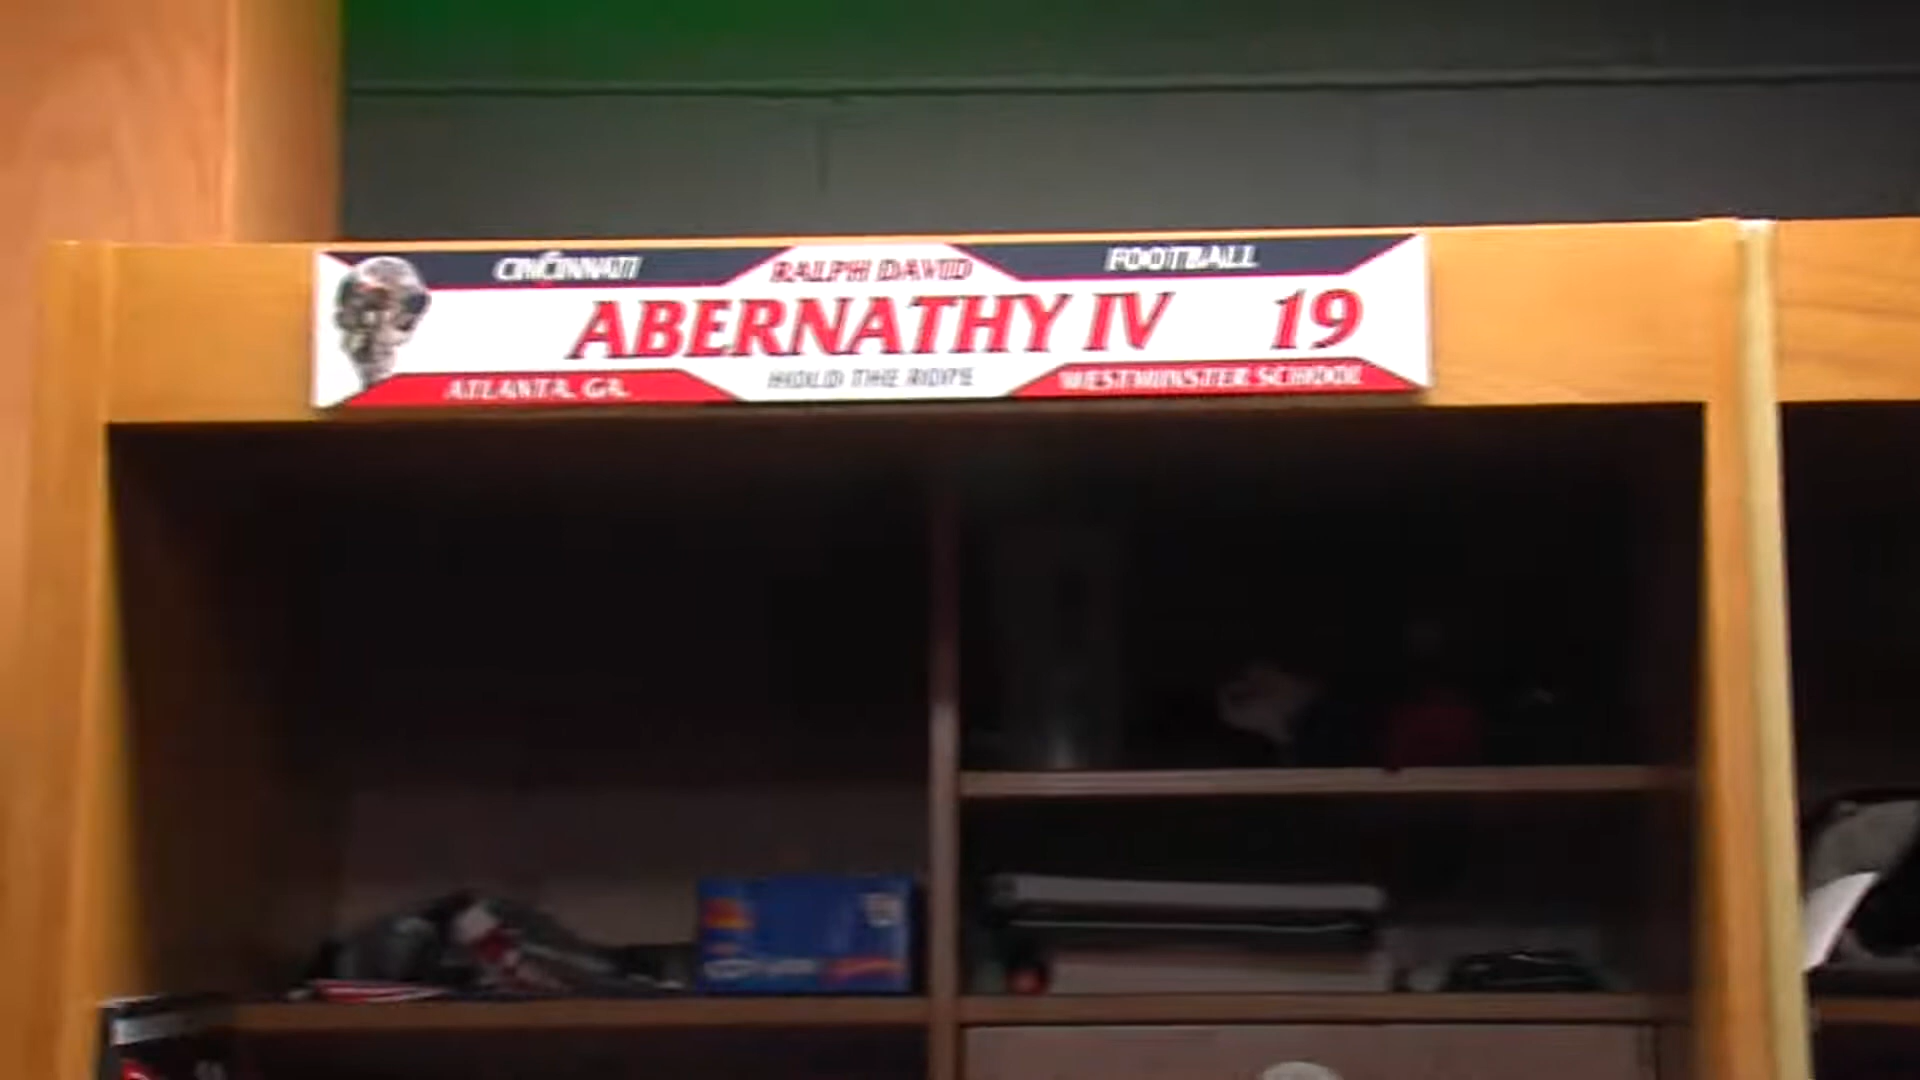 CINCINNATI
RALPH DAVID
FOOTBALL
ABERNATHY IV 19
ATLANTA, GA.
HOLD THE ROPE
WESTMINSTER SCHOOL